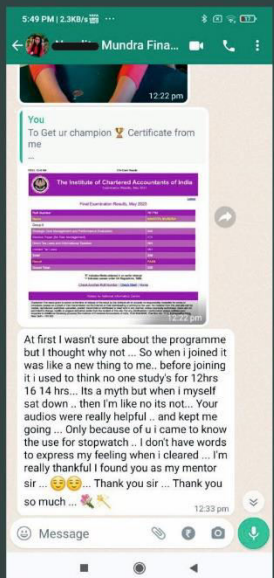 5:49 PM | 2.3KB/s
Mundra Fina...
12:22 pm
You
To Get ur champion 🏆 Certificate from
me
The Institute of Chartered Accountants of India
Final Examination Results, May 2022
12:22 pm
At first I wasn't sure about the programme
but I thought why not ... So when i joined it
was like a new thing to me.. before joining
it i used to think no one study's for 12hrs
16 14 hrs... Its a myth but when i myself
sat down .. then I'm like no its not... Your
audios were really helpful .. and kept me
going ... Only because of u i came to know
the use for stopwatch .. I don't have words
to express my feeling when i cleared ... I'm
really thankful I found you as my mentor
sir ... 😊😊... Thank you sir ... Thank you
so much ... 💐
12:33 pm
Message